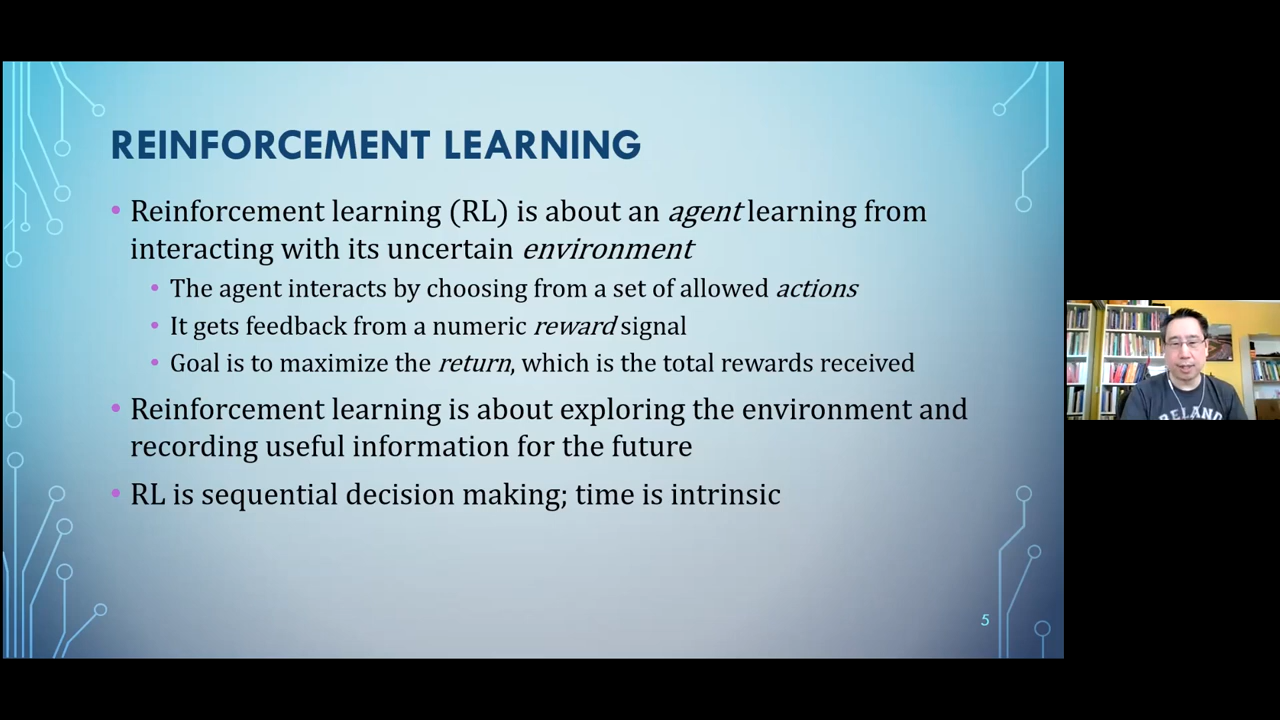 REINFORCEMENT LEARNING
• Reinforcement learning (RL) is about an agent learning from
interacting with its uncertain environment
• The agent interacts by choosing from a set of allowed actions
• It gets feedback from a numeric reward signal
• Goal is to maximize the return, which is the total rewards received
• Reinforcement learning is about exploring the environment and
recording useful information for the future
• RL is sequential decision making; time is intrinsic
5